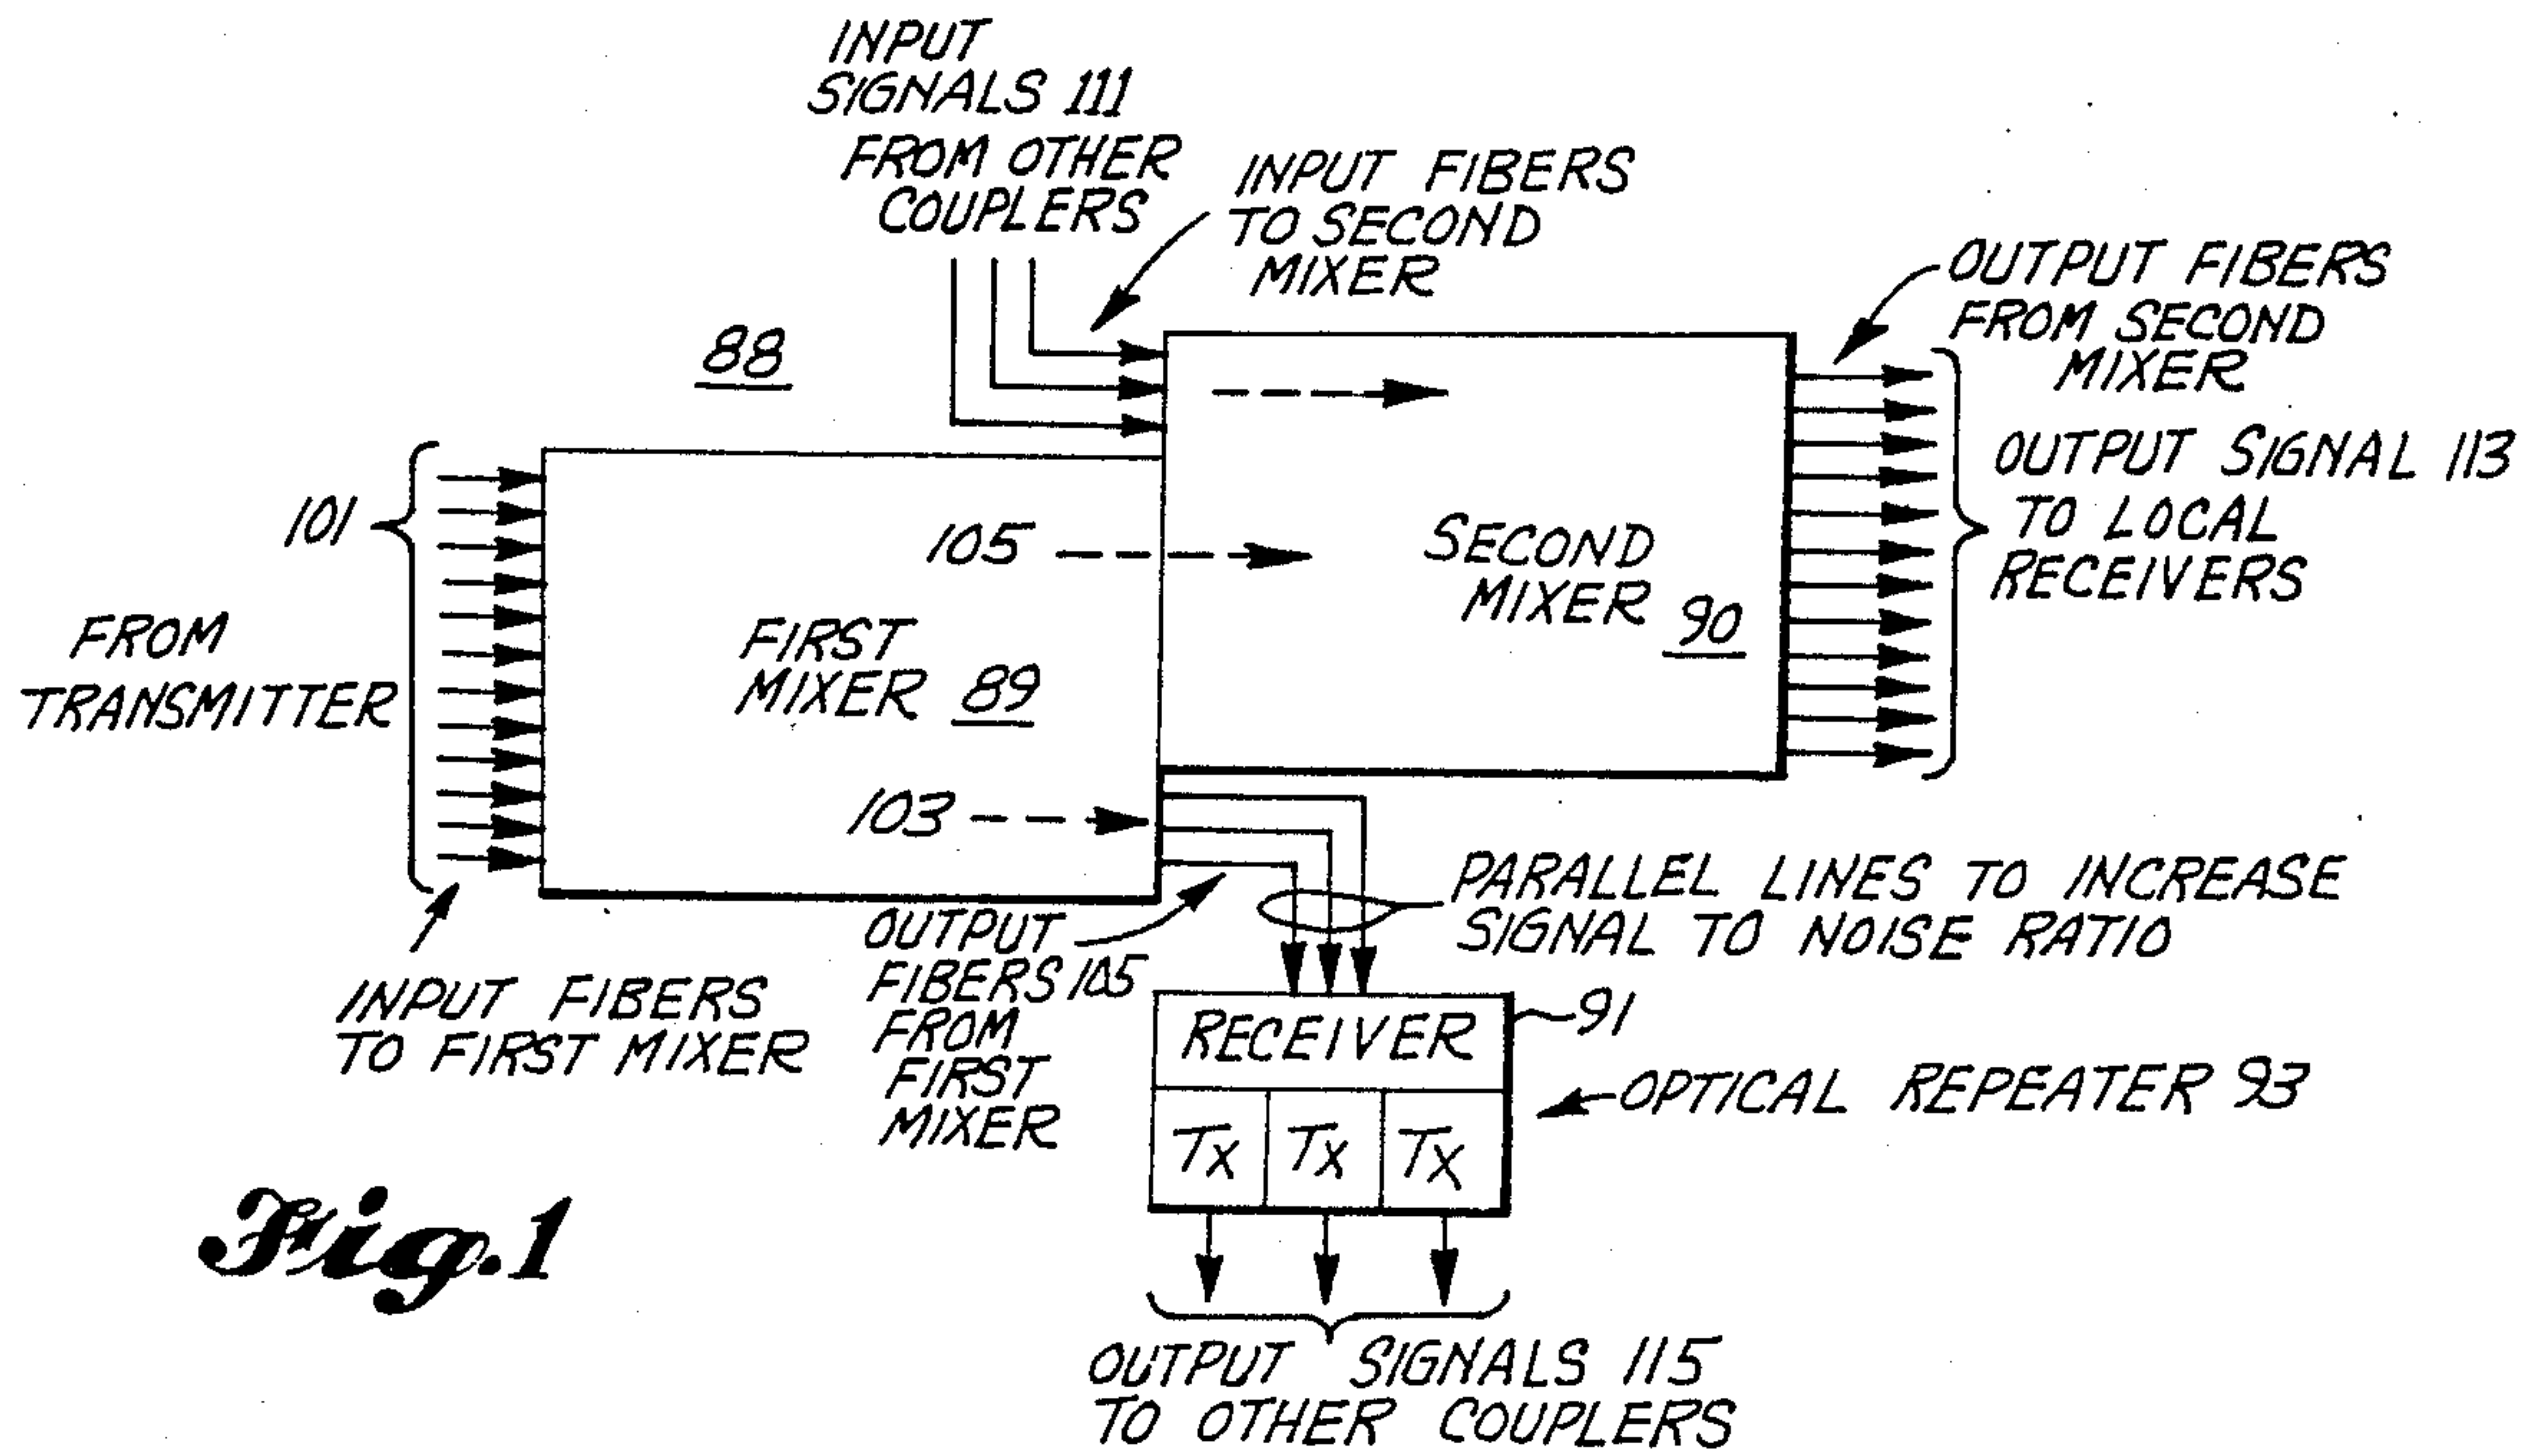 INPUT
SIGNALS 111
FROM OTHER
COUPLERS
INPUT FIBERS
TO SECOND
MIXER
OUTPUT FIBERS
FROM SECOND
MIXER
88
101
FROM
TRANSMITTER
105
FIRST
MIXER 89
SECOND
MIXER 90
OUTPUT SIGNAL 113
TO LOCAL
RECEIVERS
103
INPUT FIBERS
TO FIRST MIXER
OUTPUT
FIBERS 105
FROM
FIRST
MIXER
PARALLEL LINES TO INCREASE
SIGNAL TO NOISE RATIO
RECEIVER
91
OPTICAL REPEATER 93
Tx Tx Tx
OUTPUT SIGNALS 115
TO OTHER COUPLERS
Fig.1